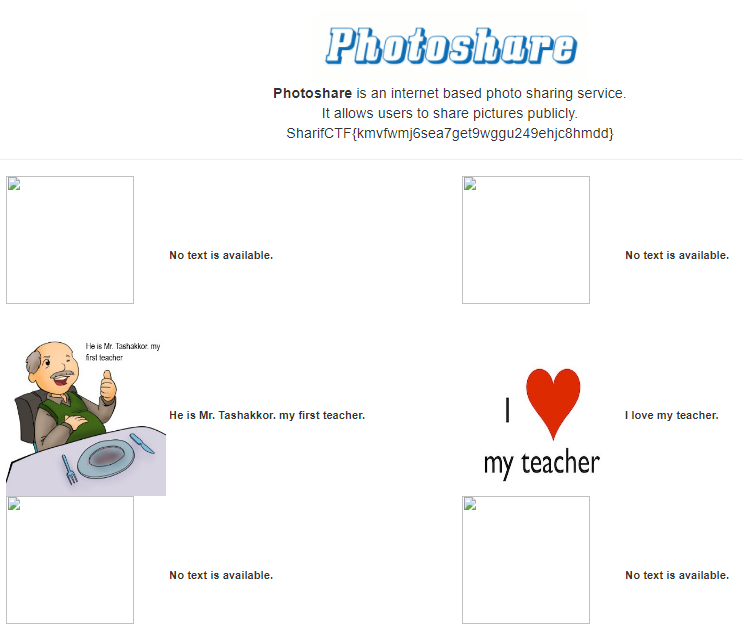 Photoshare
Photoshare is an internet based photo sharing service.
It allows users to share pictures publicly.
SharifCTF{kmvfwmj6sea7get9wggu249ehjc8hmdd}
No text is available.
No text is available.
He is Mr. Tashakkor. my
first teacher
He is Mr. Tashakkor. my first teacher.
I
my teacher
I love my teacher.
No text is available.
No text is available.